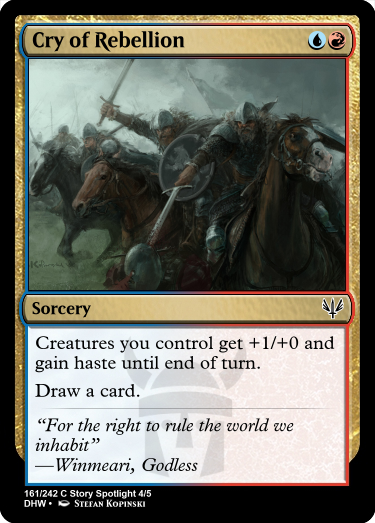 Cry of Rebellion
Sorcery
Creatures you control get +1/+0 and
gain haste until end of turn.
Draw a card.
“For the right to rule the world we
inhabit”
—Winmeari, Godless
161/242 C Story Spotlight 4/5
DHW • Stefan Kopinski